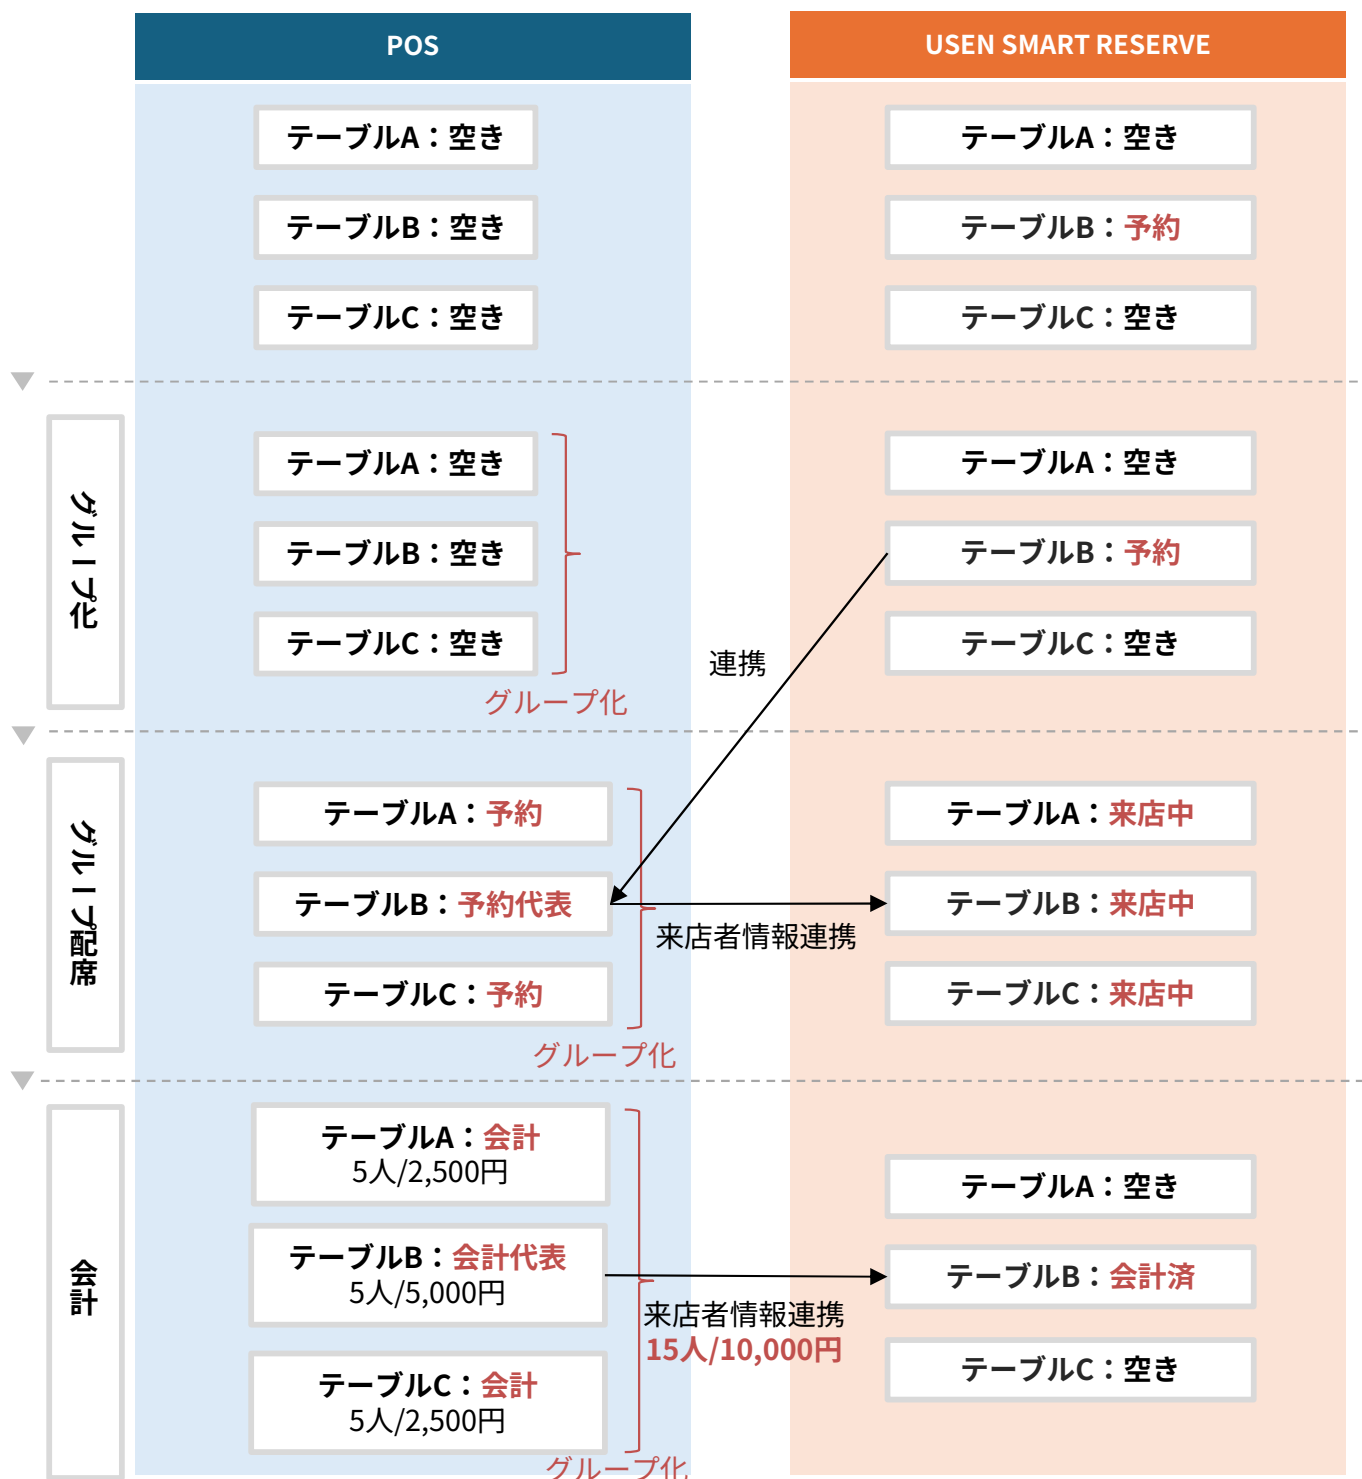 POS
USEN SMART RESERVE
テーブルA：空き
テーブルA：空き
テーブルB：空き
テーブルB：予約
テーブルC：空き
テーブルC：空き
グループ化
テーブルA：空き
テーブルA：空き
テーブルB：空き
テーブルB：予約
テーブルC：空き
テーブルC：空き
連携
グループ化
グループ配席
テーブルA：予約
テーブルA：来店中
テーブルB：予約代表
テーブルB：来店中
来店者情報連携
テーブルC：予約
テーブルC：来店中
グループ化
会計
テーブルA：会計
5人/2,500円
テーブルA：空き
テーブルB：会計代表
5人/5,000円
テーブルB：会計済
来店者情報連携
15人/10,000円
テーブルC：会計
5人/2,500円
テーブルC：空き
グループ化